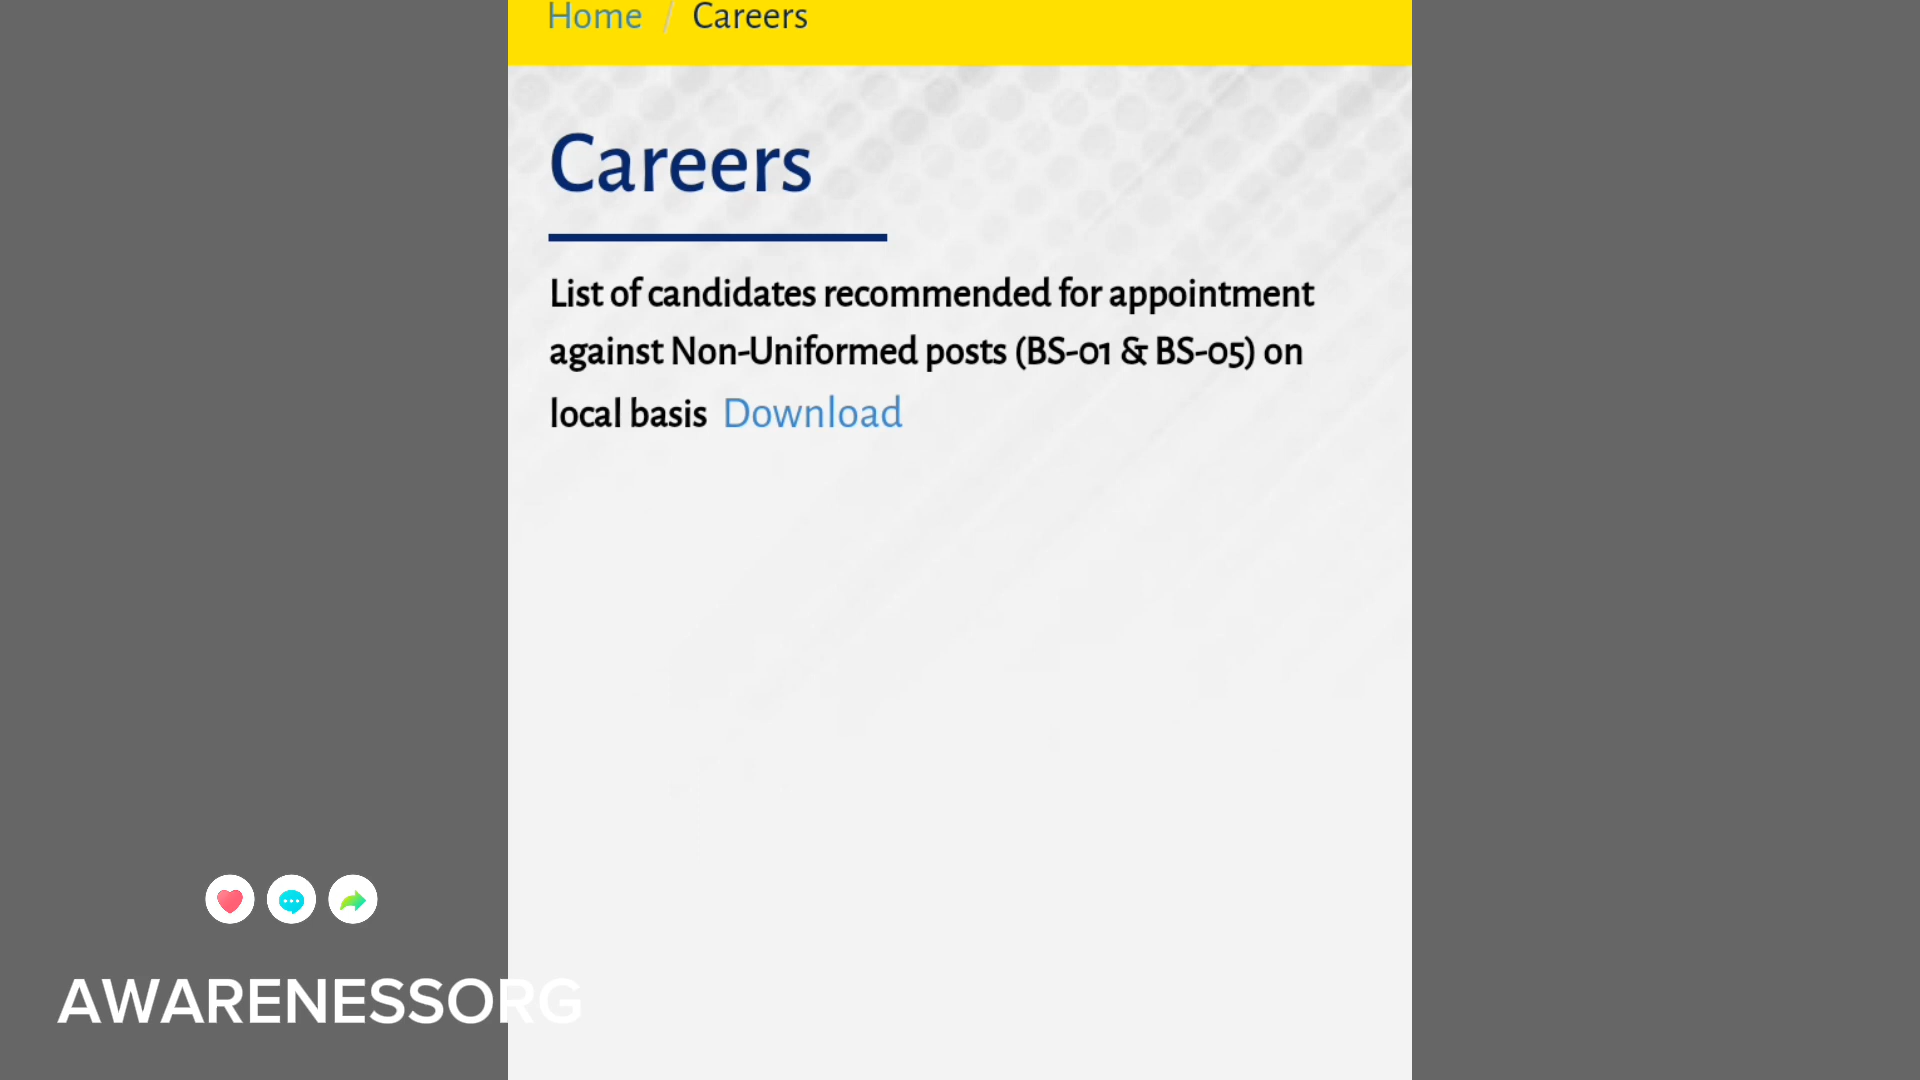 Home / Careers
Careers
List of candidates recommended for appointment
against Non-Uniformed posts (BS-01 & BS-05) on
local basis Download
AWARENESSORG